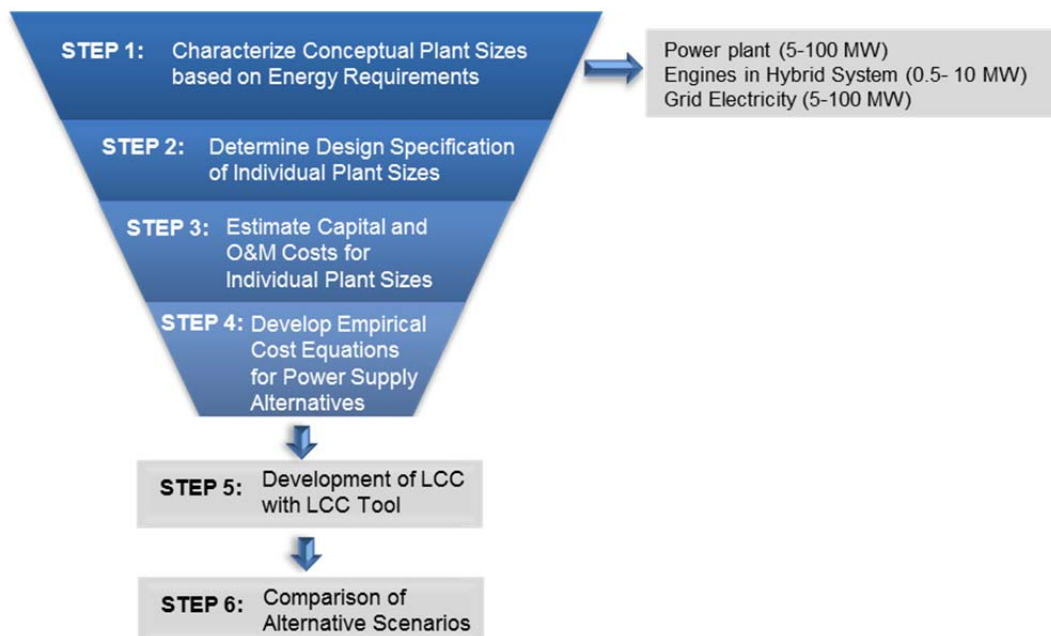 STEP 1: Characterize Conceptual Plant Sizes
based on Energy Requirements
Power plant (5-100 MW)
Engines in Hybrid System (0.5- 10 MW)
Grid Electricity (5-100 MW)
STEP 2: Determine Design Specification
of Individual Plant Sizes
STEP 3: Estimate Capital and
O&M Costs for
Individual Plant Sizes
STEP 4: Develop Empirical
Cost Equations
for Power Supply
Alternatives
STEP 5: Development of LCC
with LCC Tool
STEP 6: Comparison of
Alternative Scenarios